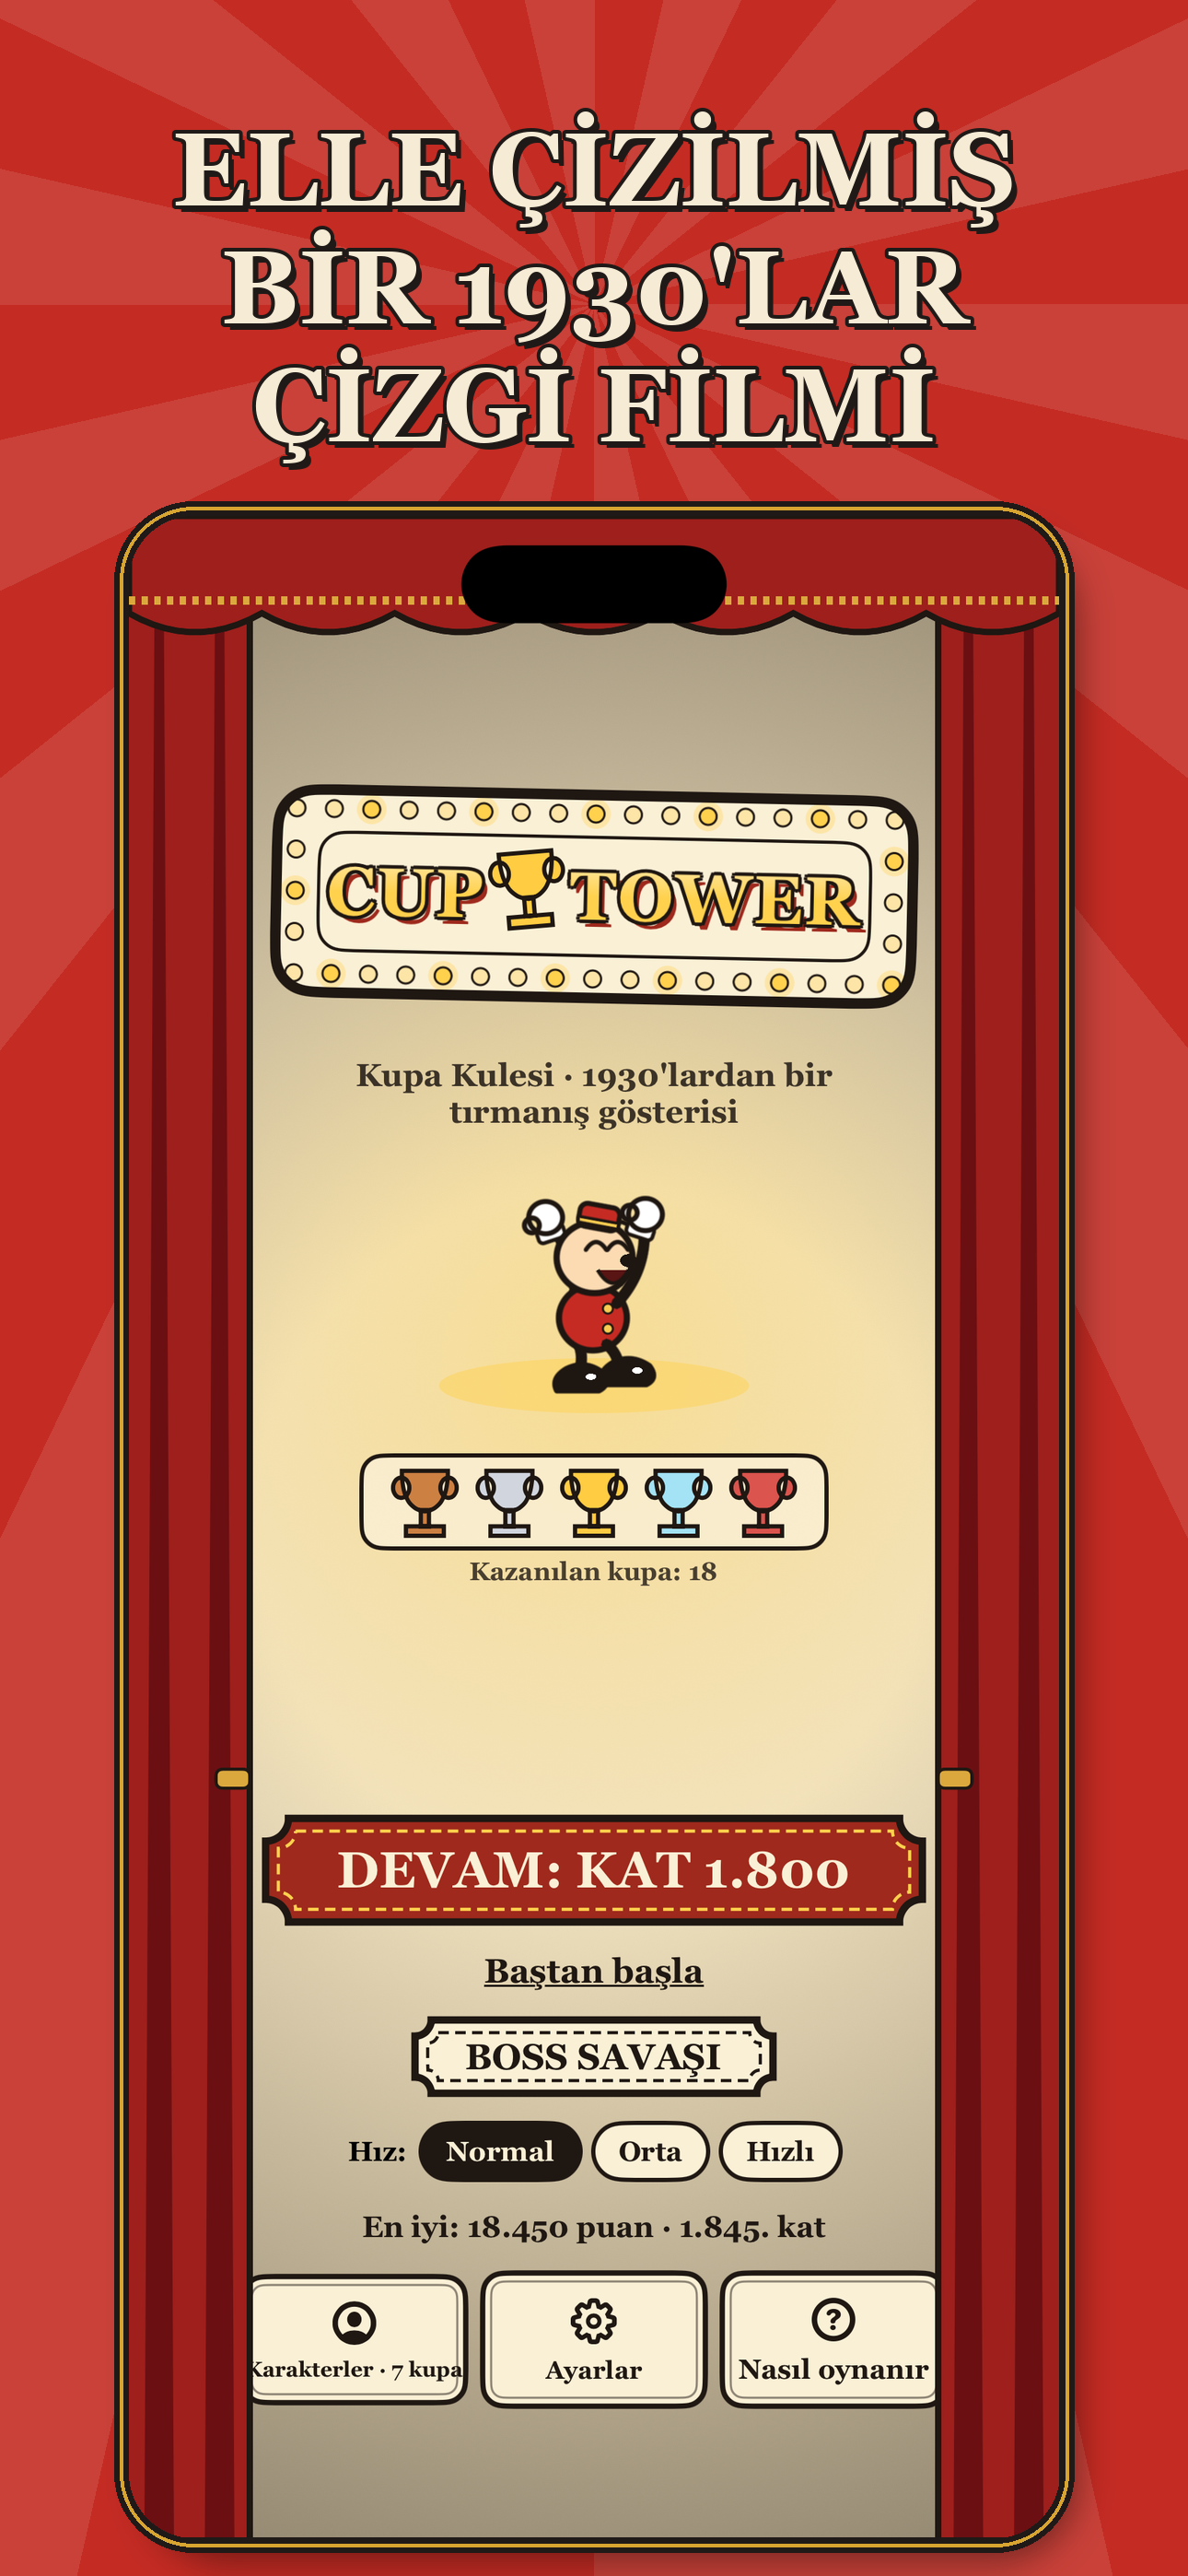 ELLE ÇİZİLMİŞ
BİR 1930'LAR
ÇİZGİ FİLMİ
CUP TOWER
Kupa Kulesi · 1930'lardan bir
tırmanış gösterisi
Kazanılan kupa: 18
DEVAM: KAT 1.800
Baştan başla
BOSS SAVAŞI
Hız: Normal Orta Hızlı
En iyi: 18.450 puan · 1.845. kat
Karakterler · 7 kupa Ayarlar Nasıl oynanır